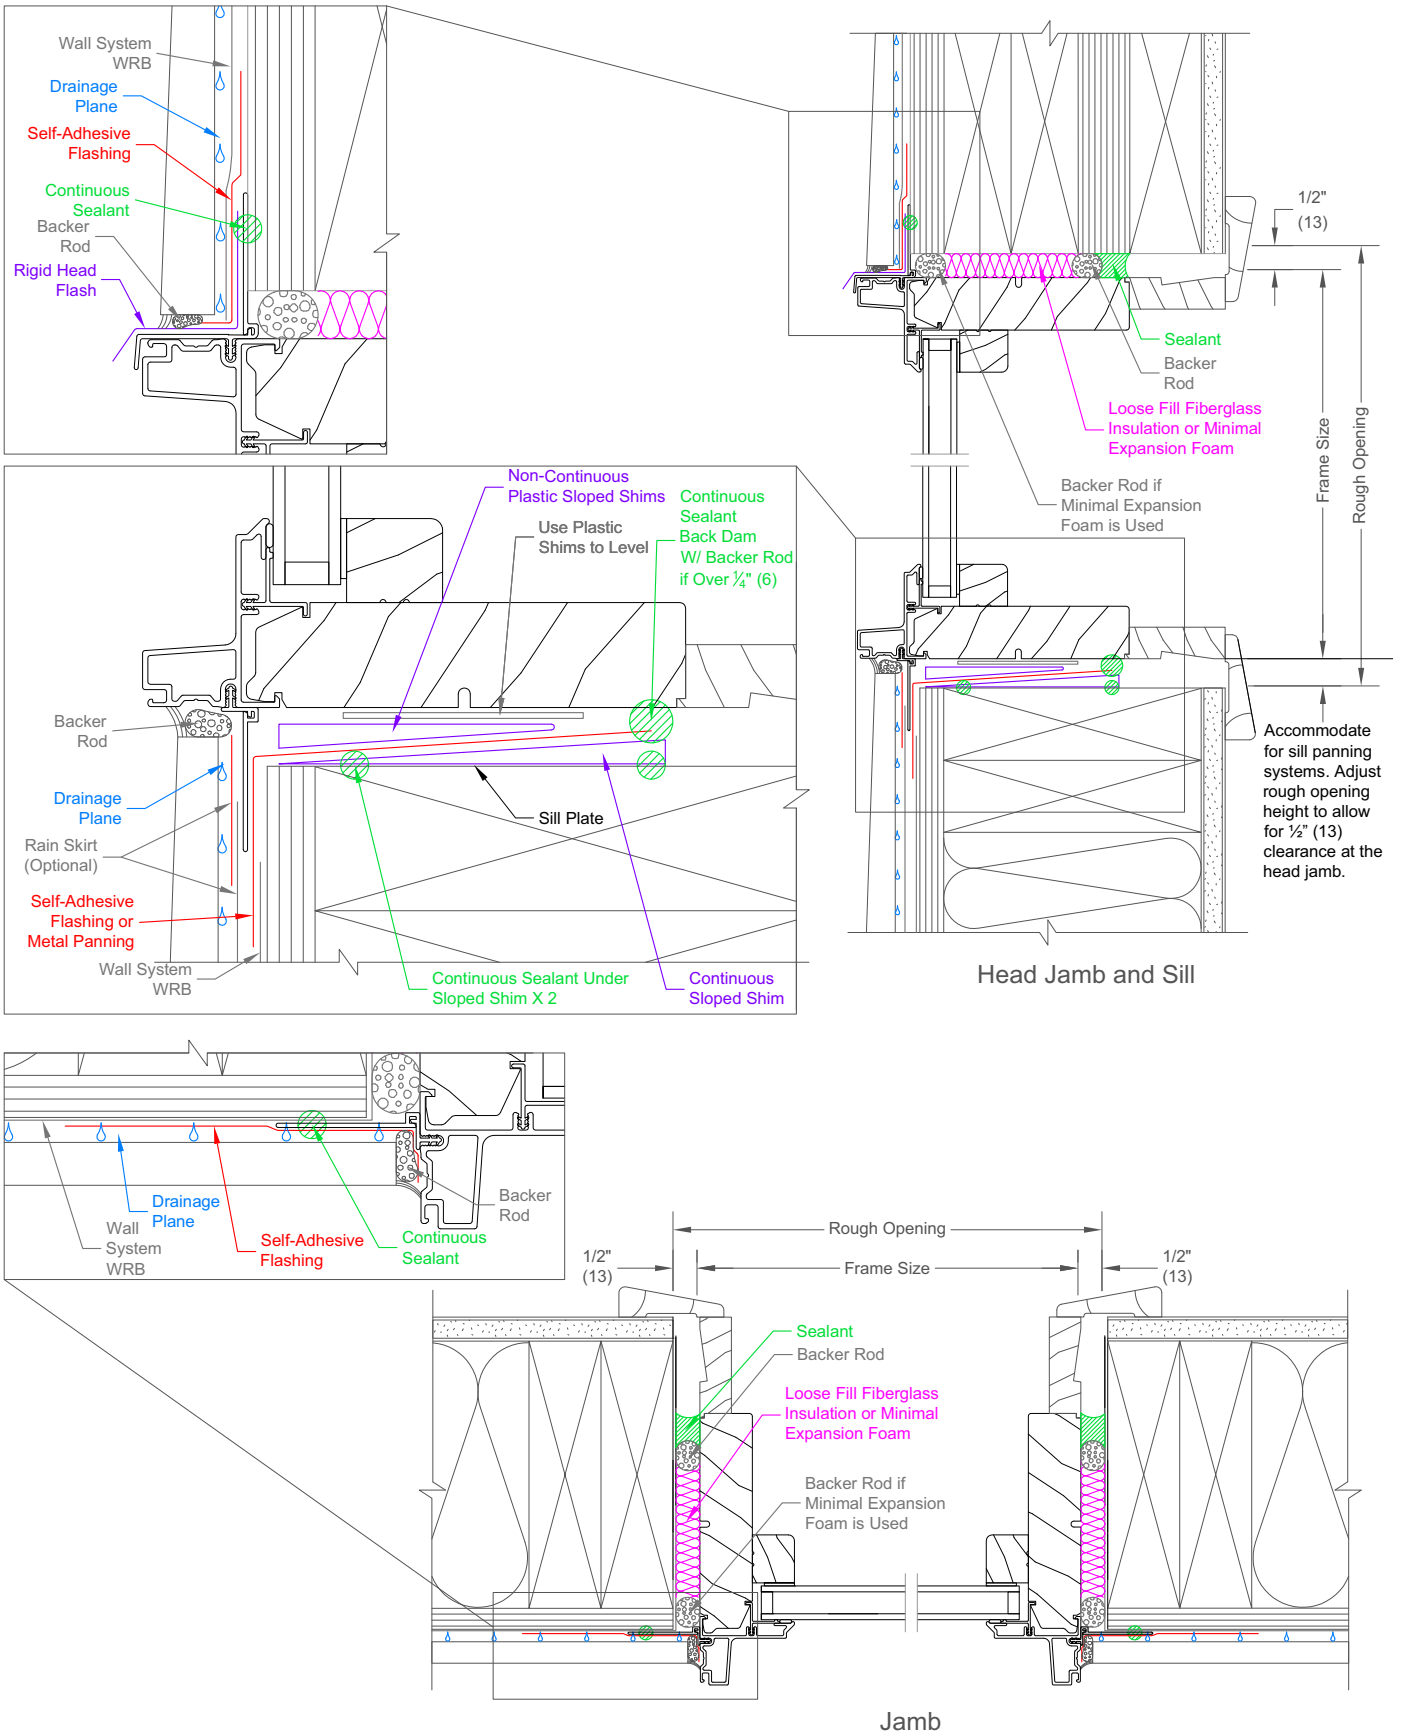 Wall System
WRB
Drainage
Plane
Self-Adhesive
Flashing
Continuous
Sealant
Backer
Rod
Rigid Head
Flash
1/2"
(13)
Sealant
Backer
Rod
Loose Fill Fiberglass
Insulation or Minimal
Expansion Foam
Backer Rod if
Minimal Expansion
Foam is Used
Frame Size
Rough Opening
Accommodate
for sill panning
systems. Adjust
rough opening
height to allow
for ½" (13)
clearance at the
head jamb.
Head Jamb and Sill
Non-Continuous
Plastic Sloped Shims
Use Plastic
Shims to Level
Continuous
Sealant
Back Dam
W/ Backer Rod
if Over ¼" (6)
Backer
Rod
Drainage
Plane
Rain Skirt
(Optional)
Self-Adhesive
Flashing or
Metal Panning
Wall System
WRB
Sill Plate
Continuous Sealant Under
Sloped Shim X 2
Continuous
Sloped Shim
Drainage
Plane
Wall
System
WRB
Self-Adhesive
Flashing
Continuous
Sealant
Backer
Rod
Rough Opening
1/2"
(13)
Frame Size
1/2"
(13)
Sealant
Backer Rod
Loose Fill Fiberglass
Insulation or Minimal
Expansion Foam
Backer Rod if
Minimal Expansion
Foam is Used
Jamb